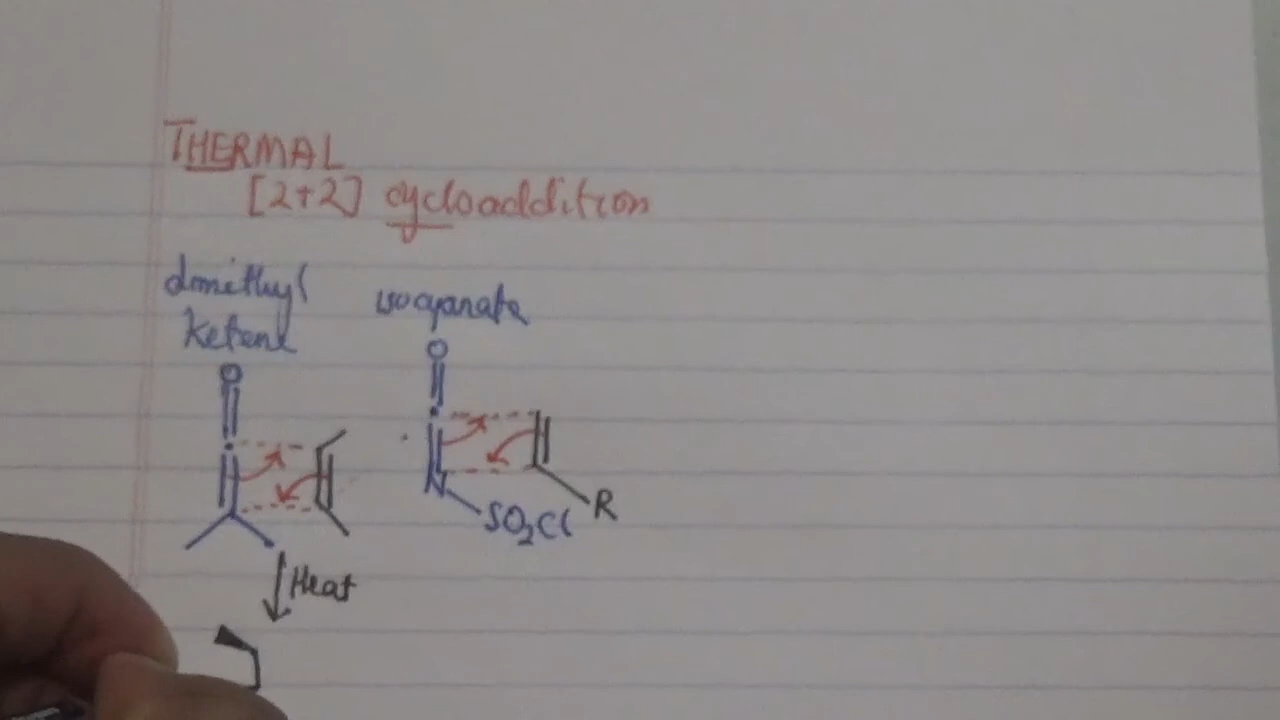 THERMAL
[2+2] cycloaddition
dimethyl
ketene
isocyanate
O
O
N
SO2Cl
R
Heat